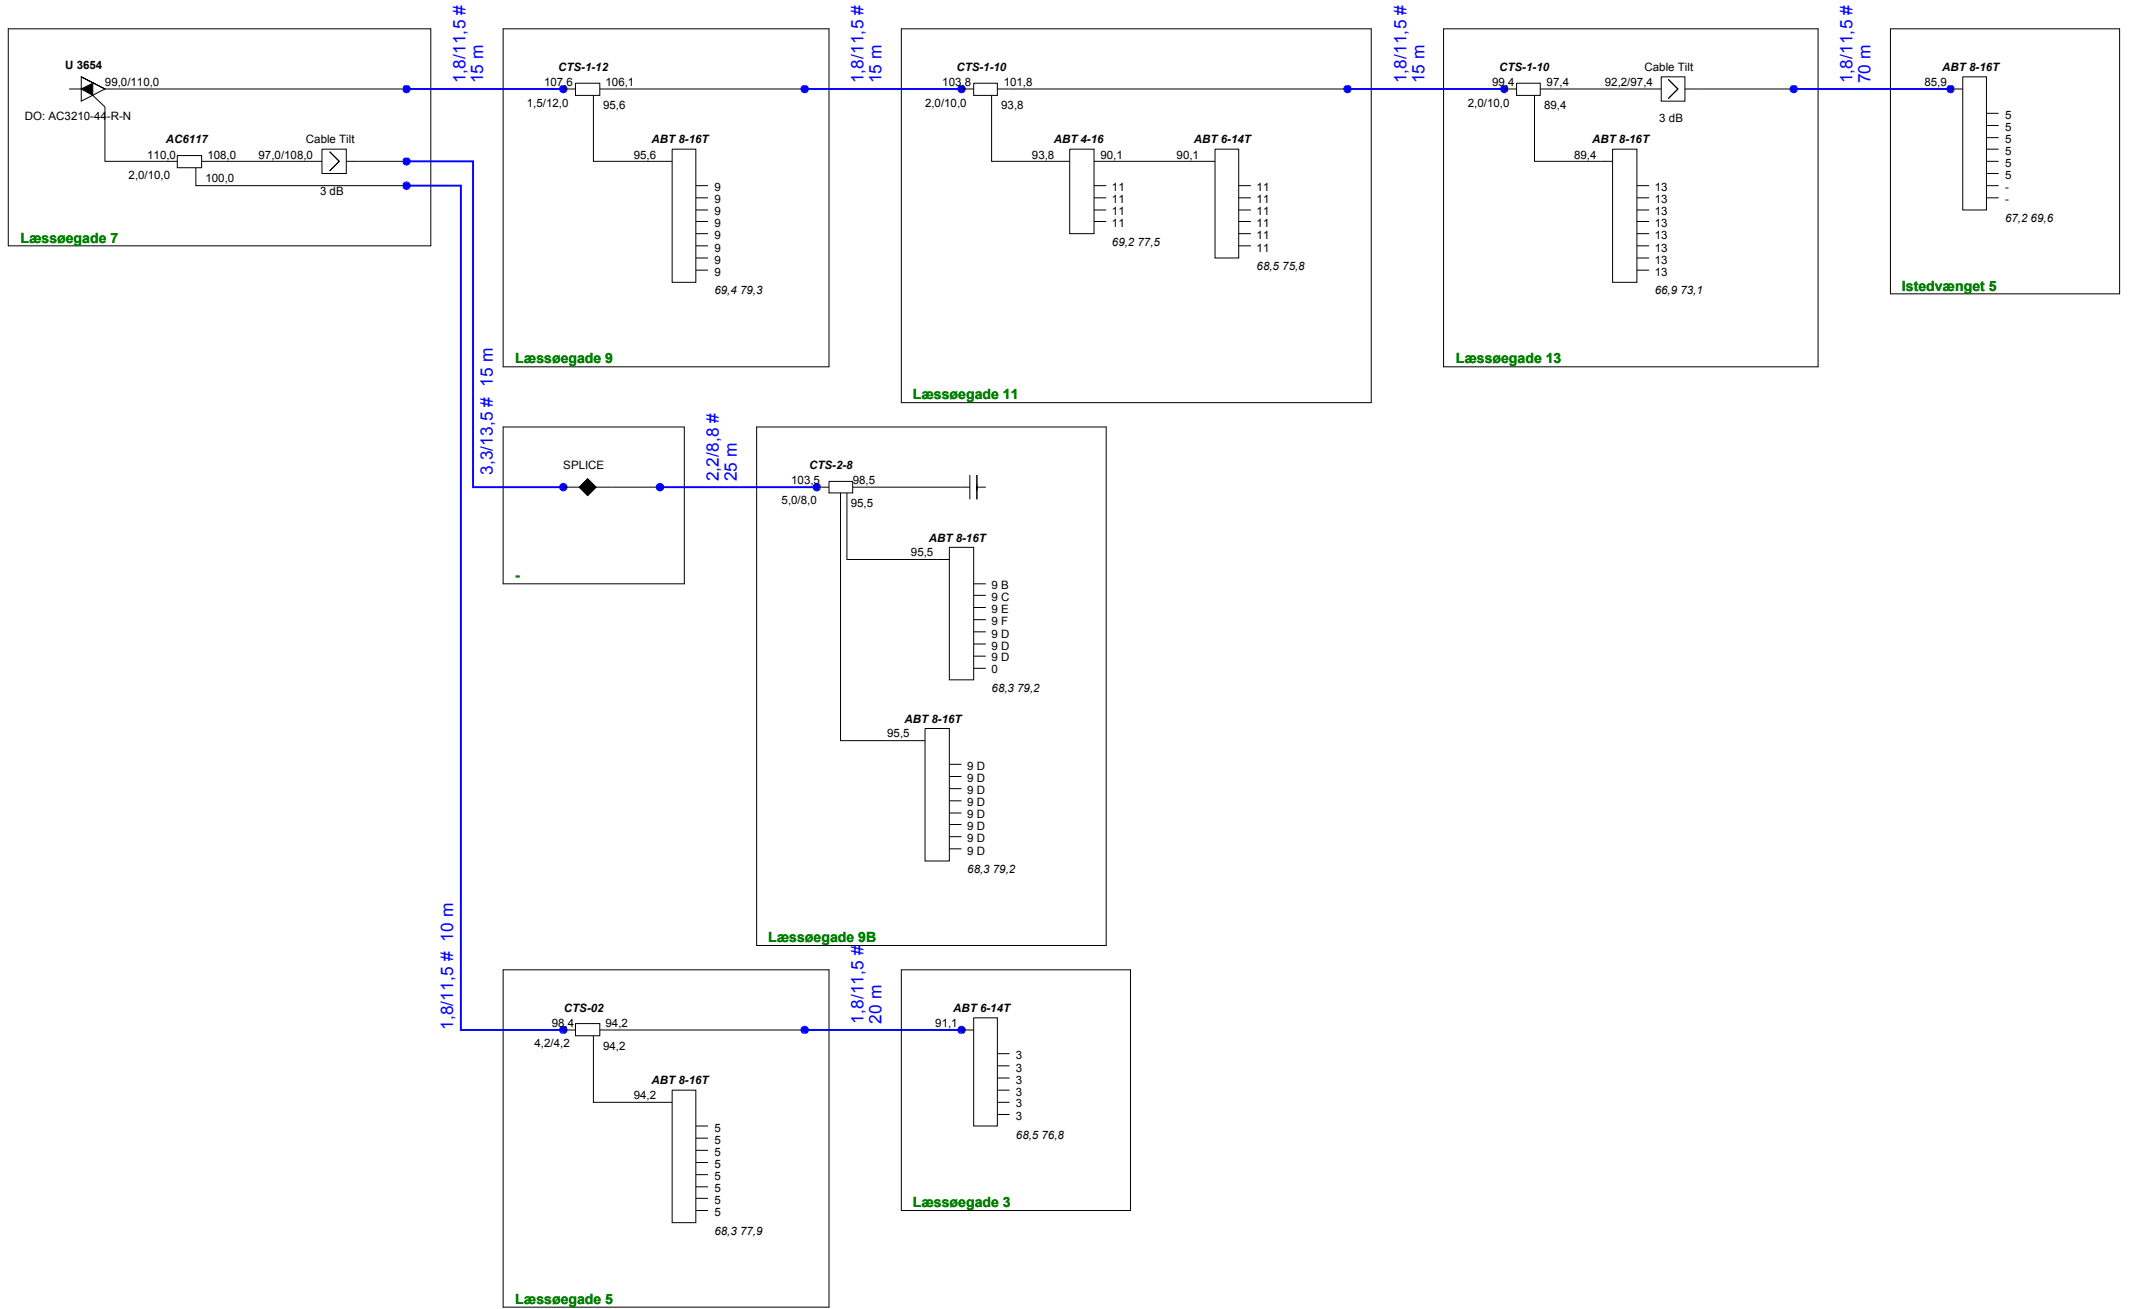 1,8/11,5 #
15 m
1,8/11,5 #
15 m
1,8/11,5 #
15 m
1,8/11,5 #
70 m
U 3654
99,0/110,0
DO: AC3210-44-R-N
AC6117
110,0
108,0
2,0/10,0
100,0
97,0/108,0
Cable Tilt
3 dB
Læssøegade 7
CTS-1-12
107,6
106,1
1,5/12,0
95,6
ABT 8-16T
95,6
9
9
9
9
9
9
9
9
69,4 79,3
Læssøegade 9
CTS-1-10
103,8
101,8
2,0/10,0
93,8
ABT 4-16
93,8
90,1
11
11
11
11
69,2 77,5
ABT 6-14T
90,1
11
11
11
11
11
11
68,5 75,8
Læssøegade 11
CTS-1-10
99,4
97,4
2,0/10,0
89,4
92,2/97,4
Cable Tilt
3 dB
ABT 8-16T
89,4
13
13
13
13
13
13
13
13
66,9 73,1
Læssøegade 13
ABT 8-16T
85,9
5
5
5
5
5
5
-
-
67,2 69,6
Istedvænget 5
3,3/13,5 # 15 m
SPLICE
-
2,2/8,8 #
25 m
CTS-2-8
103,5
98,5
5,0/8,0
95,5
ABT 8-16T
95,5
9 B
9 C
9 E
9 F
9 D
9 D
9 D
0
68,3 79,2
ABT 8-16T
95,5
9 D
9 D
9 D
9 D
9 D
9 D
9 D
9 D
68,3 79,2
Læssøegade 9B
1,8/11,5 # 10 m
CTS-02
98,4
94,2
4,2/4,2
94,2
ABT 8-16T
94,2
5
5
5
5
5
5
5
5
68,3 77,9
Læssøegade 5
1,8/11,5 #
20 m
ABT 6-14T
91,1
3
3
3
3
3
3
68,5 76,8
Læssøegade 3